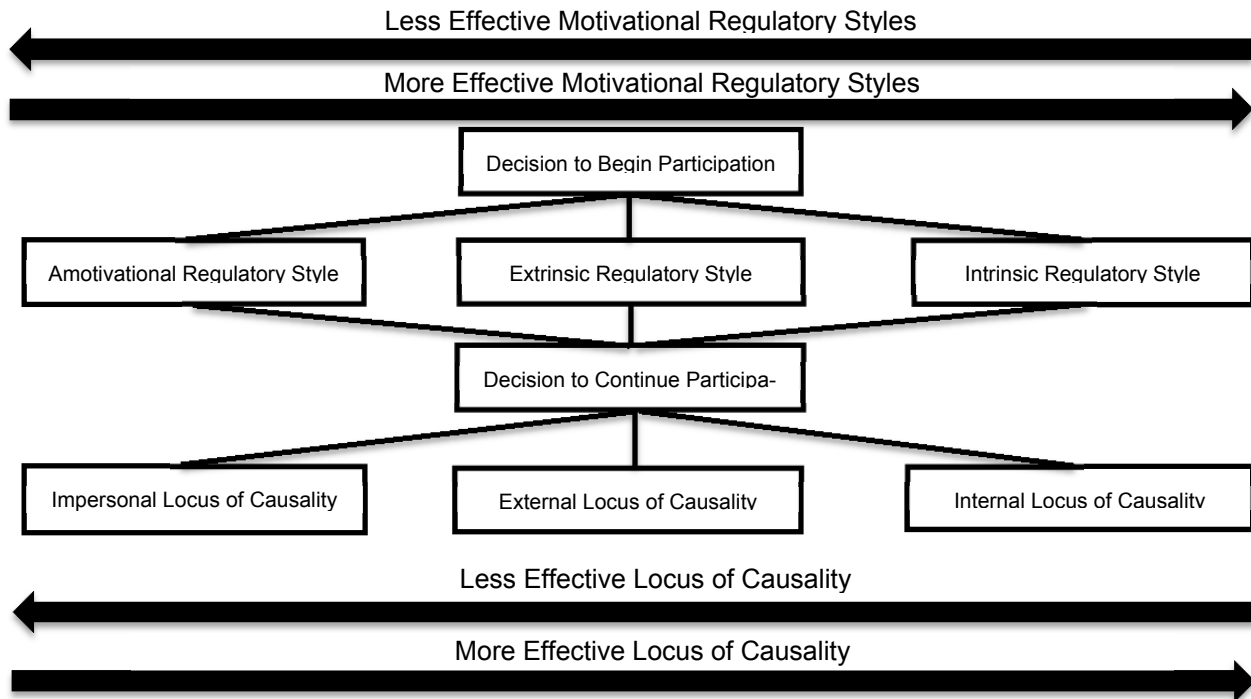 Less Effective Motivational Regulatory Styles
More Effective Motivational Regulatory Styles
Decision to Begin Participation
Amotivational Regulatory Style
Extrinsic Regulatory Style
Intrinsic Regulatory Style
Decision to Continue Participa-
Impersonal Locus of Causality
External Locus of Causality
Internal Locus of Causality
Less Effective Locus of Causality
More Effective Locus of Causality